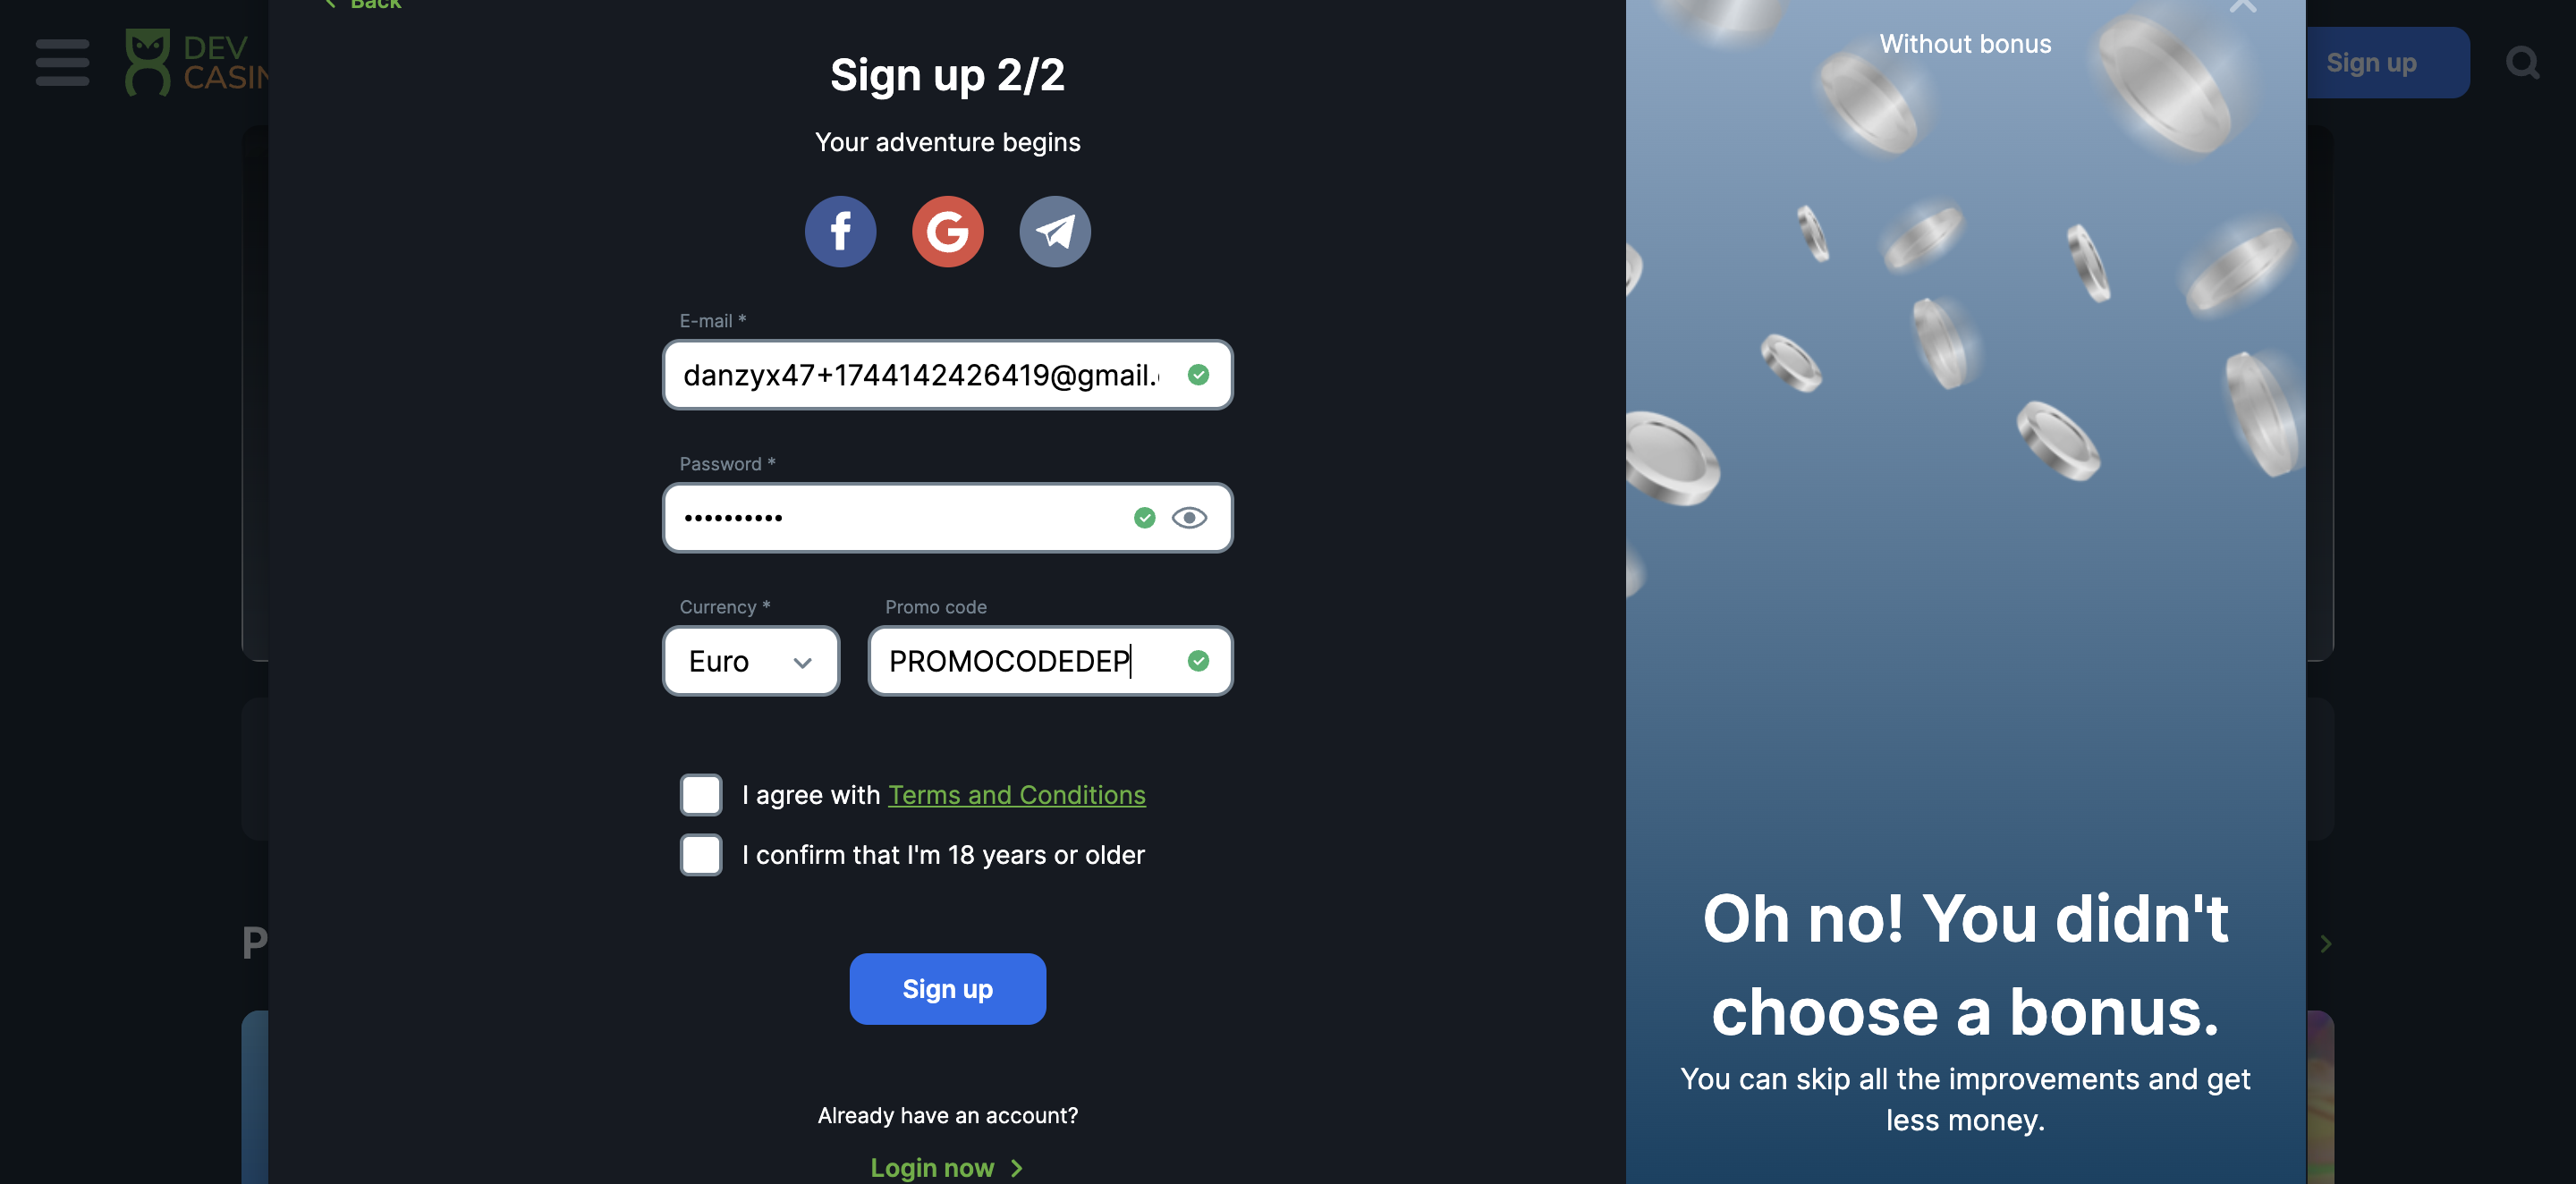 Back
DEV
CASIN
Sign up
Sign up 2/2
Your adventure begins
E-mail *
danzyx47+1744142426419@gmail.
Password *
••••••••••
Currency *
Promo code
Euro
PROMOCODEDEP
I agree with Terms and Conditions
I confirm that I'm 18 years or older
Sign up
Already have an account?
Login now
P
Without bonus
Oh no! You didn't
choose a bonus.
You can skip all the improvements and get
less money.